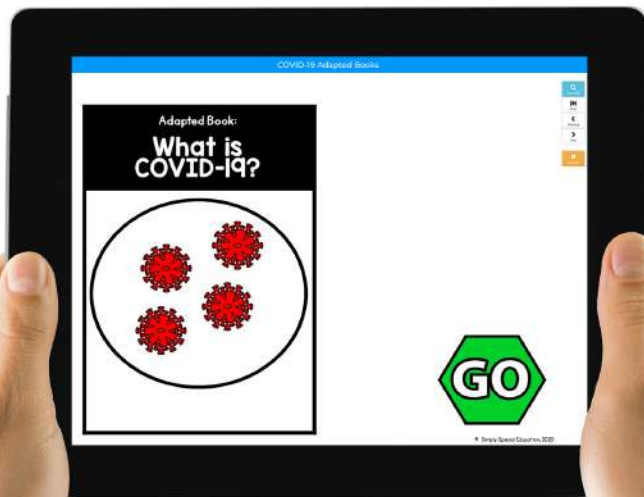 COVID-19 Adapted Books
Adapted Book:
What is
COVID-19?
GO
© Simply Special Education, 2020